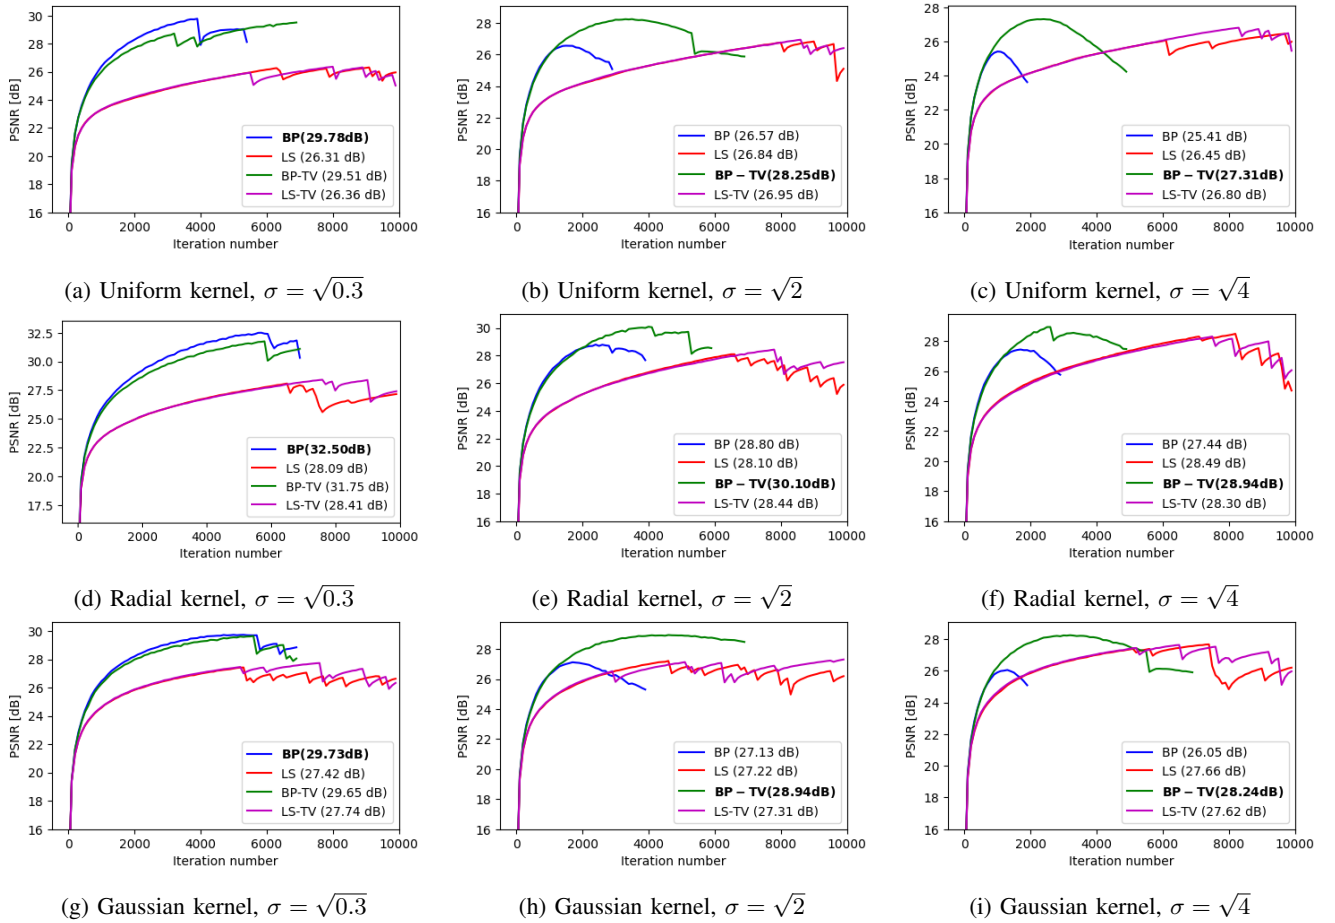 PSNR [dB]
30
28
26
24
22
20
18
16
BP(29.78dB)
LS (26.31 dB)
BP-TV (29.51 dB)
LS-TV (26.36 dB)
0 2000 4000 6000 8000 10000
Iteration number
(a) Uniform kernel, σ = √0.3
PSNR [dB]
28
26
24
22
20
18
16
BP (26.57 dB)
LS (26.84 dB)
BP − TV(28.25dB)
LS-TV (26.95 dB)
0 2000 4000 6000 8000 10000
Iteration number
(b) Uniform kernel, σ = √2
PSNR [dB]
28
26
24
22
20
18
16
BP (25.41 dB)
LS (26.45 dB)
BP − TV(27.31dB)
LS-TV (26.80 dB)
0 2000 4000 6000 8000 10000
Iteration number
(c) Uniform kernel, σ = √4
PSNR [dB]
32.5
30.0
27.5
25.0
22.5
20.0
17.5
BP(32.50dB)
LS (28.09 dB)
BP-TV (31.75 dB)
LS-TV (28.41 dB)
0 2000 4000 6000 8000 10000
Iteration number
(d) Radial kernel, σ = √0.3
PSNR [dB]
30
28
26
24
22
20
18
16
BP (28.80 dB)
LS (28.10 dB)
BP − TV(30.10dB)
LS-TV (28.44 dB)
0 2000 4000 6000 8000 10000
Iteration number
(e) Radial kernel, σ = √2
PSNR [dB]
28
26
24
22
20
18
16
BP (27.44 dB)
LS (28.49 dB)
BP − TV(28.94dB)
LS-TV (28.30 dB)
0 2000 4000 6000 8000 10000
Iteration number
(f) Radial kernel, σ = √4
PSNR [dB]
30
28
26
24
22
20
18
16
BP(29.73dB)
LS (27.42 dB)
BP-TV (29.65 dB)
LS-TV (27.74 dB)
0 2000 4000 6000 8000 10000
Iteration number
(g) Gaussian kernel, σ = √0.3
PSNR [dB]
28
26
24
22
20
18
16
BP (27.13 dB)
LS (27.22 dB)
BP − TV(28.94dB)
LS-TV (27.31 dB)
0 2000 4000 6000 8000 10000
Iteration number
(h) Gaussian kernel, σ = √2
PSNR [dB]
28
26
24
22
20
18
16
BP (26.05 dB)
LS (27.66 dB)
BP − TV(28.24dB)
LS-TV (27.62 dB)
0 2000 4000 6000 8000 10000
Iteration number
(i) Gaussian kernel, σ = √4